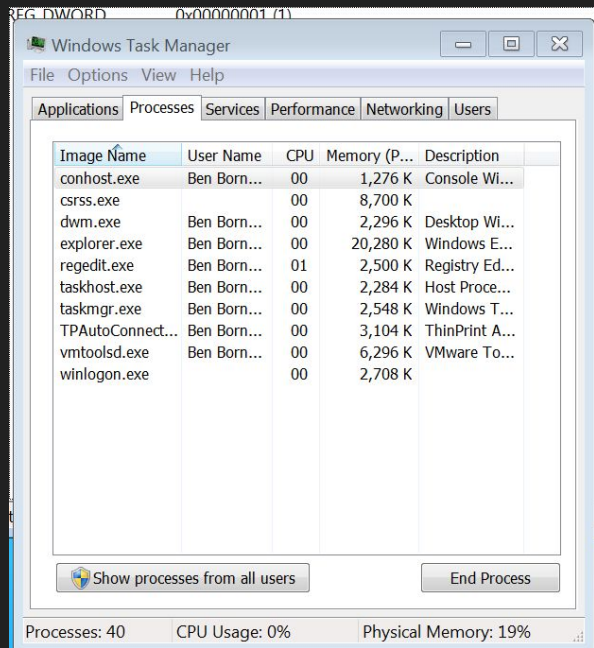 REG_DWORD 0x00000001 (1)
Windows Task Manager
File Options View Help
Applications Processes Services Performance Networking Users
Image Name User Name CPU Memory (P... Description
conhost.exe Ben Born... 00 1,276 K Console Wi...
csrss.exe 00 8,700 K
dwm.exe Ben Born... 00 2,296 K Desktop Wi...
explorer.exe Ben Born... 00 20,280 K Windows E...
regedit.exe Ben Born... 01 2,500 K Registry Ed...
taskhost.exe Ben Born... 00 2,284 K Host Proce...
taskmgr.exe Ben Born... 00 2,548 K Windows T...
TPAutoConnect... Ben Born... 00 3,104 K ThinPrint A...
vmtoolsd.exe Ben Born... 00 6,296 K VMware To...
winlogon.exe 00 2,708 K
Show processes from all users End Process
Processes: 40 CPU Usage: 0% Physical Memory: 19%